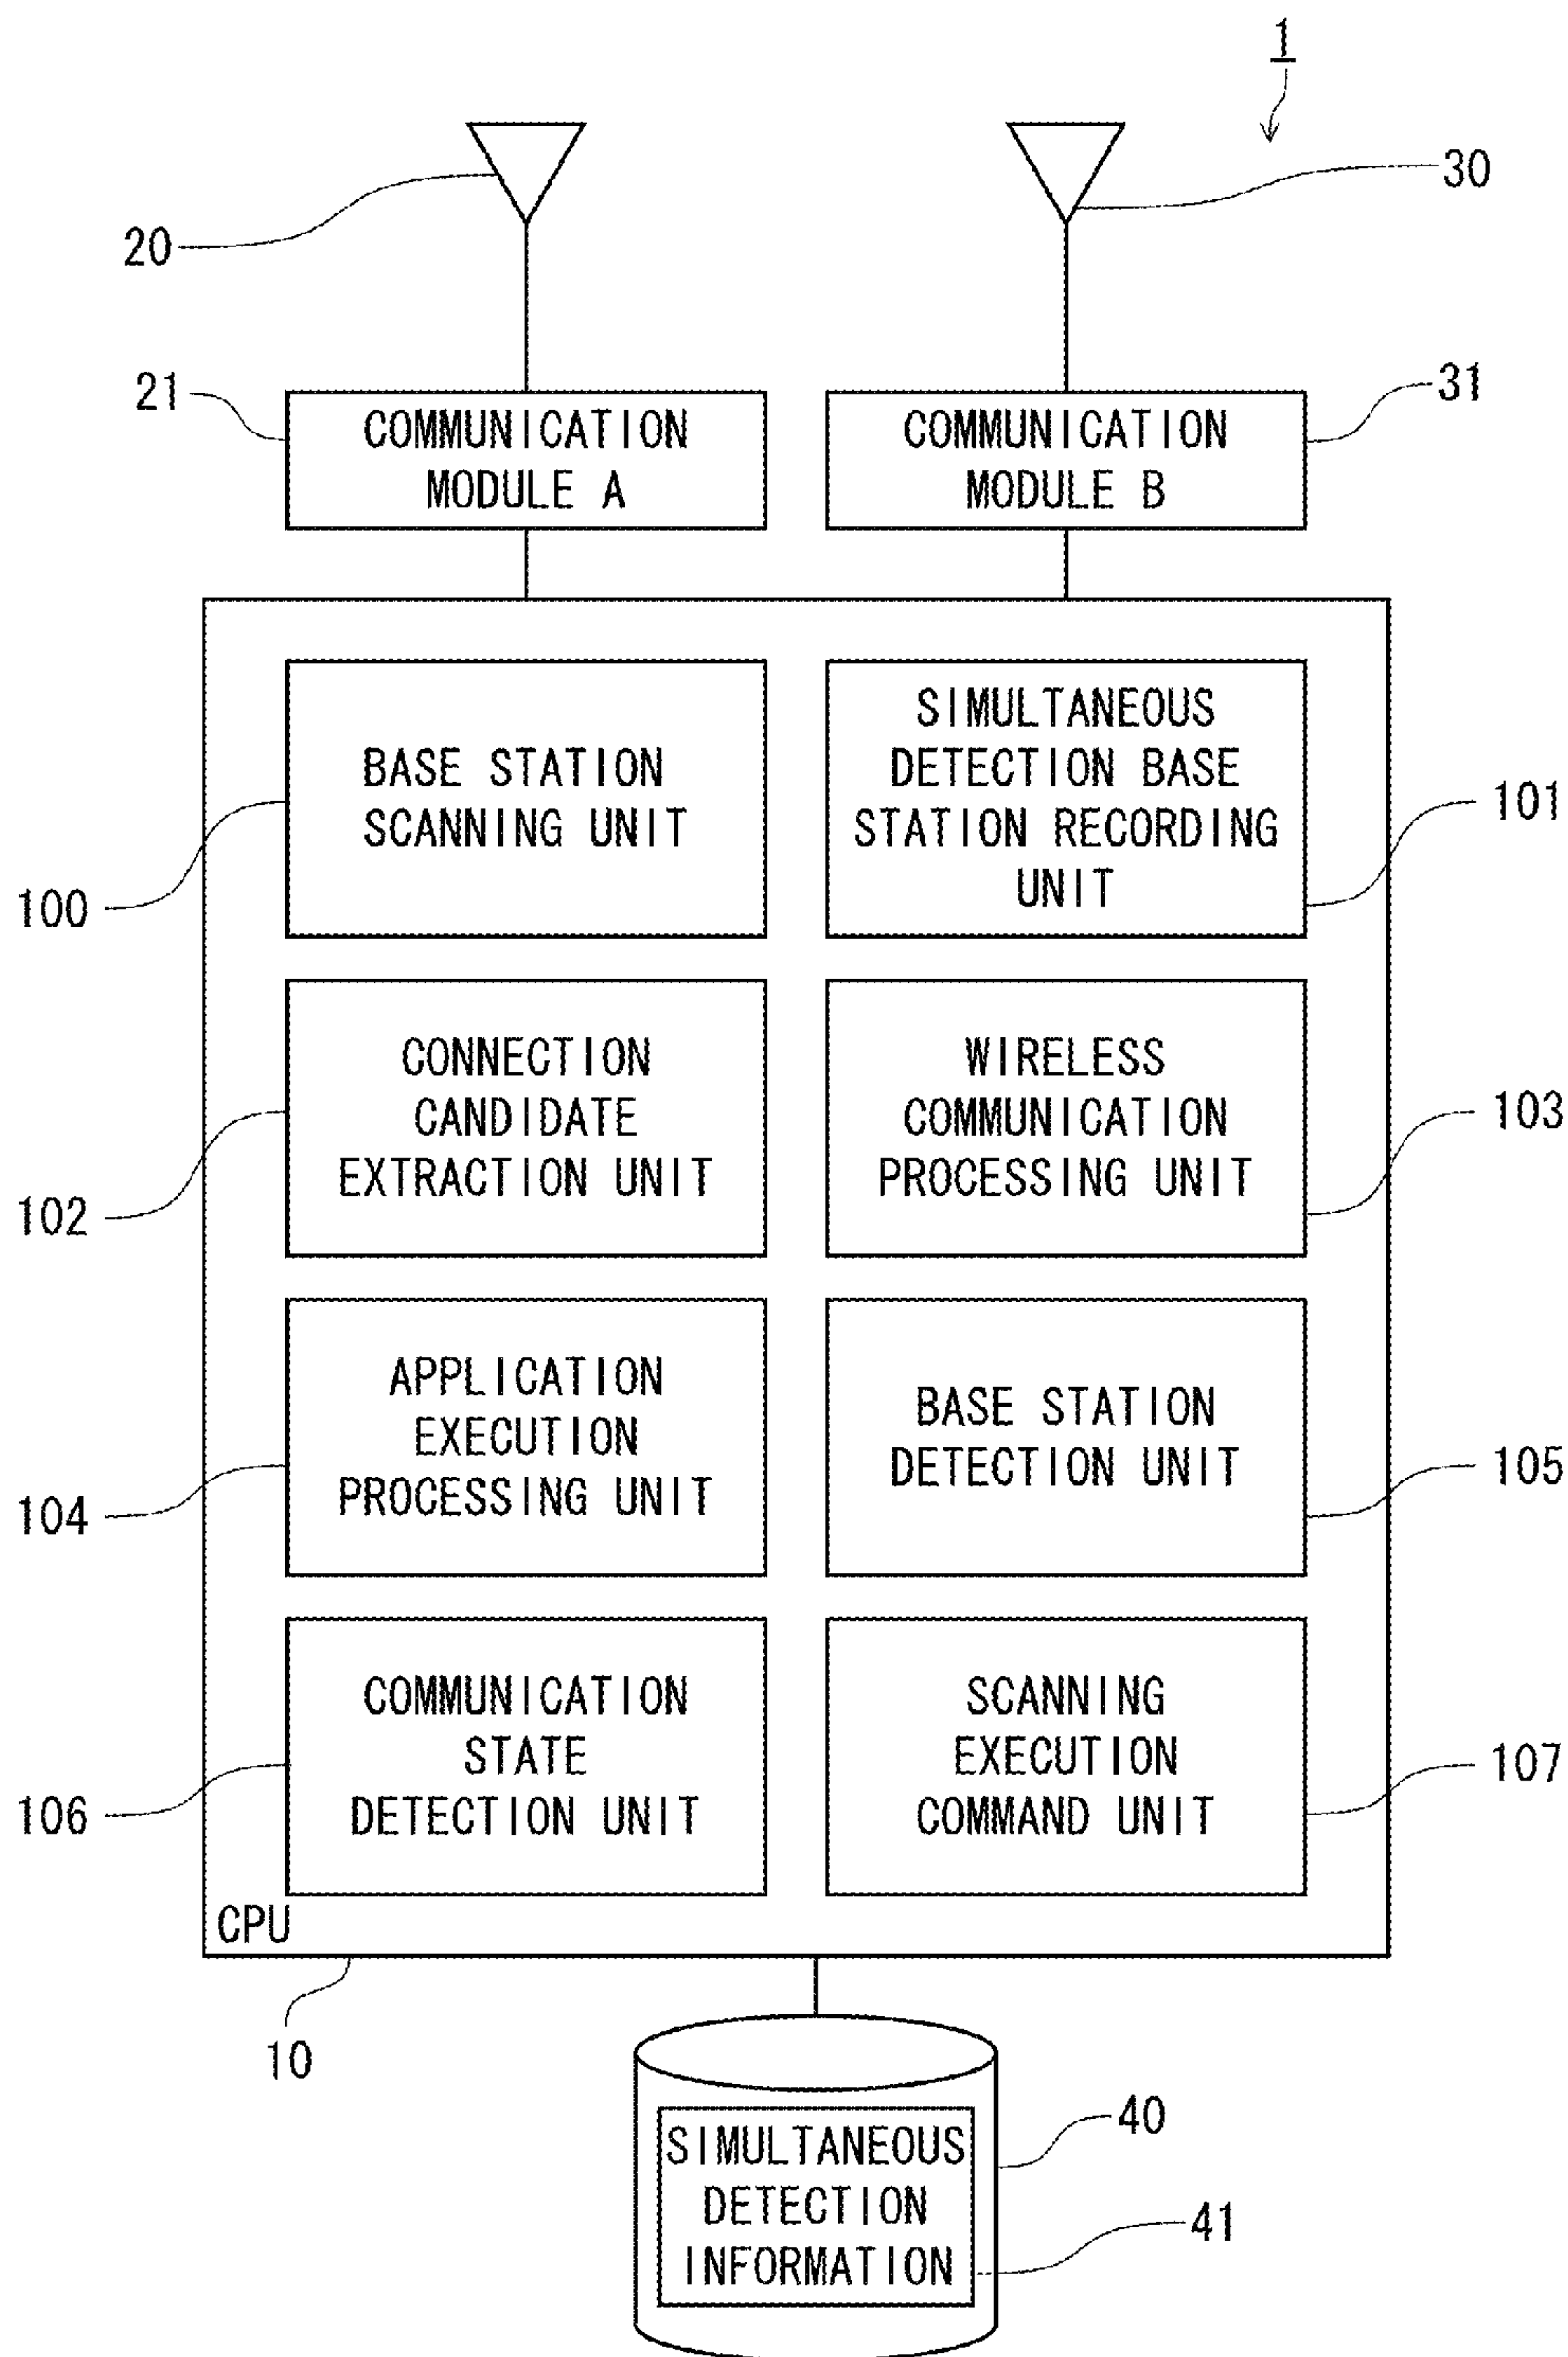 1
20
30
21
COMMUNICATION
MODULE A
COMMUNICATION
MODULE B
31
BASE STATION
SCANNING UNIT
100
SIMULTANEOUS
DETECTION BASE
STATION RECORDING
UNIT
101
CONNECTION
CANDIDATE
EXTRACTION UNIT
102
WIRELESS
COMMUNICATION
PROCESSING UNIT
103
APPLICATION
EXECUTION
PROCESSING UNIT
104
BASE STATION
DETECTION UNIT
105
COMMUNICATION
STATE
DETECTION UNIT
106
SCANNING
EXECUTION
COMMAND UNIT
107
CPU
10
SIMULTANEOUS
DETECTION
INFORMATION
40
41